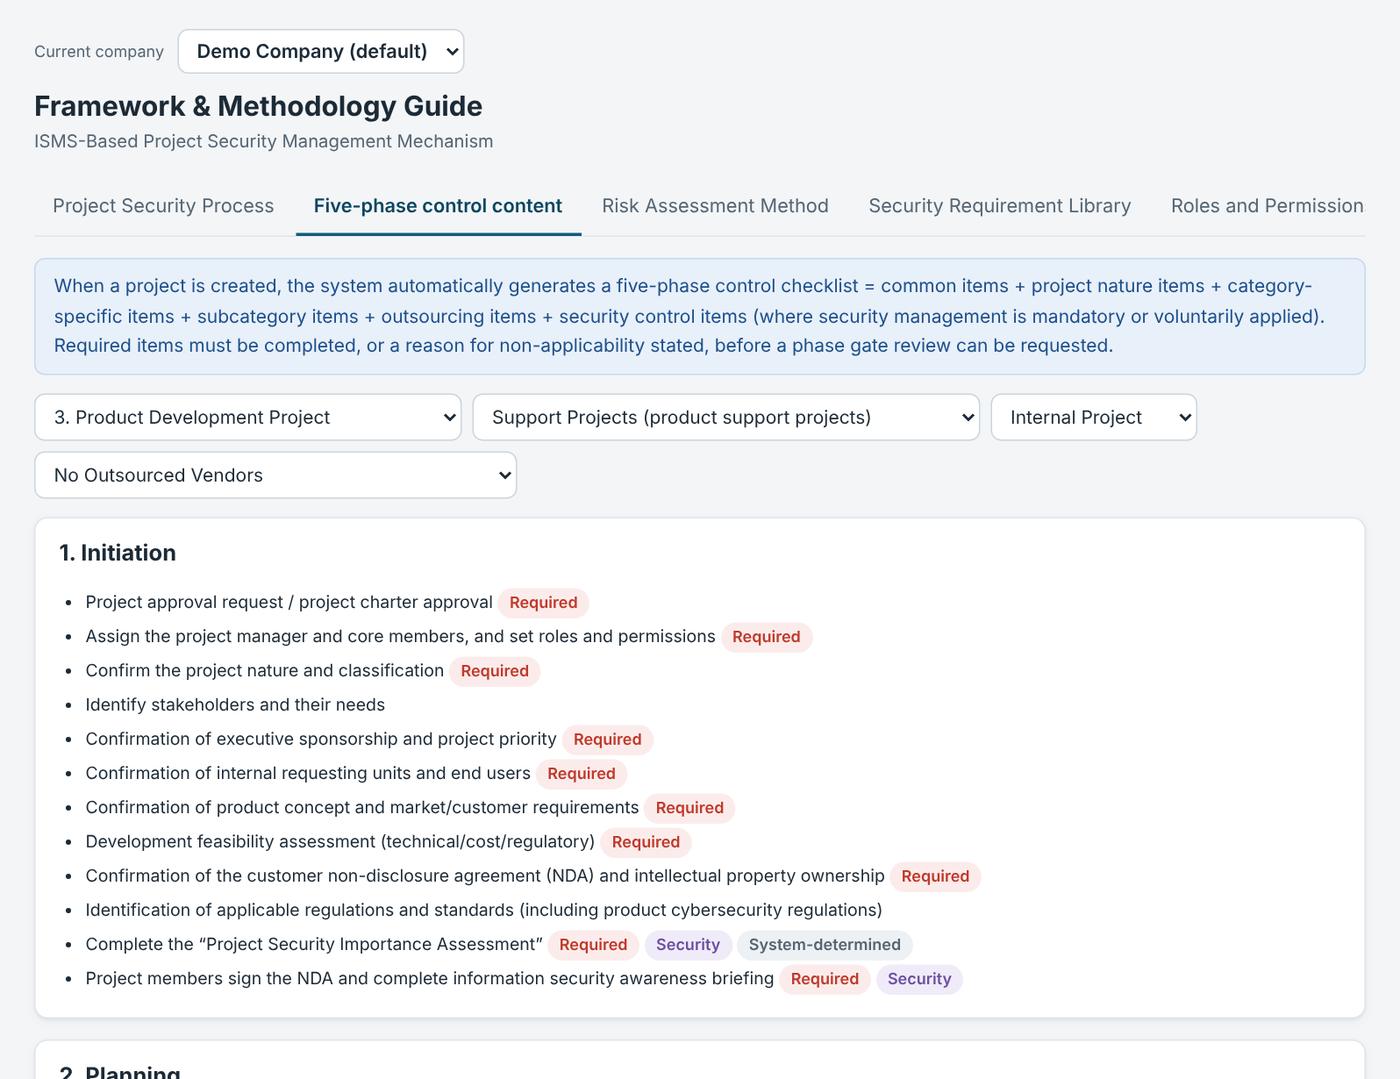 Current company
Demo Company (default)
Framework & Methodology Guide
ISMS-Based Project Security Management Mechanism
Project Security Process
Five-phase control content
Risk Assessment Method
Security Requirement Library
Roles and Permission
When a project is created, the system automatically generates a five-phase control checklist = common items + project nature items + category-
specific items + subcategory items + outsourcing items + security control items (where security management is mandatory or voluntarily applied).
Required items must be completed, or a reason for non-applicability stated, before a phase gate review can be requested.
3. Product Development Project
Support Projects (product support projects)
Internal Project
No Outsourced Vendors
1. Initiation
• Project approval request / project charter approval Required
• Assign the project manager and core members, and set roles and permissions Required
• Confirm the project nature and classification Required
• Identify stakeholders and their needs
• Confirmation of executive sponsorship and project priority Required
• Confirmation of internal requesting units and end users Required
• Confirmation of product concept and market/customer requirements Required
• Development feasibility assessment (technical/cost/regulatory) Required
• Confirmation of the customer non-disclosure agreement (NDA) and intellectual property ownership Required
• Identification of applicable regulations and standards (including product cybersecurity regulations)
• Complete the “Project Security Importance Assessment” Required Security System-determined
• Project members sign the NDA and complete information security awareness briefing Required Security
2. Planning